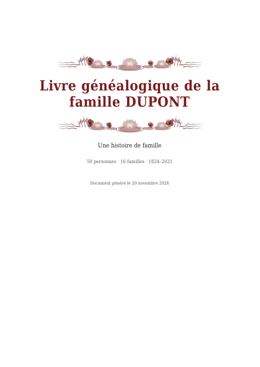 Livre généalogique de la
famille DUPONT
Une histoire de famille
50 personnes · 16 familles · 1824–2021
Document généré le 20 novembre 2026